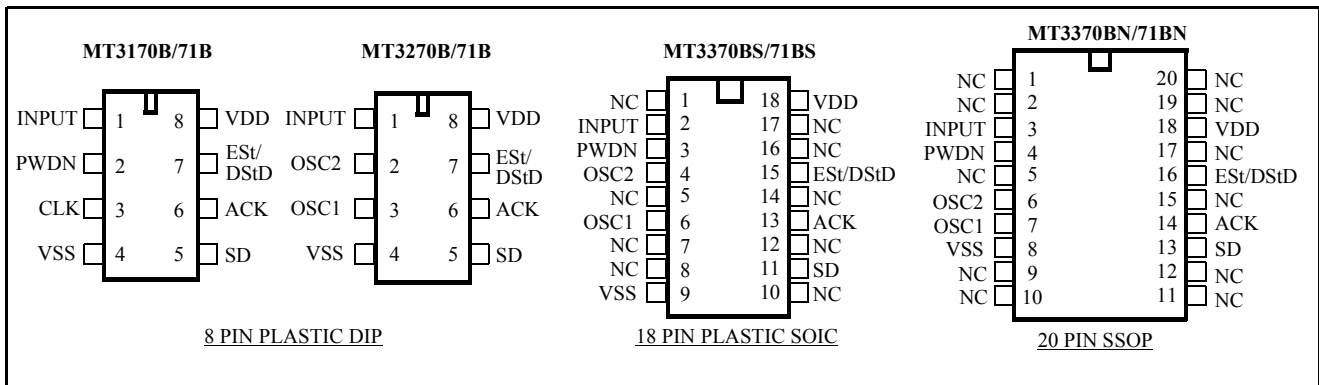 MT3170B/71B
INPUT 1 8 VDD
PWDN 2 7 ESt/
DStD
CLK 3 6 ACK
VSS 4 5 SD
MT3270B/71B
INPUT 1 8 VDD
OSC2 2 7 ESt/
DStD
OSC1 3 6 ACK
VSS 4 5 SD
8 PIN PLASTIC DIP
MT3370BS/71BS
NC 1 18 VDD
INPUT 2 17 NC
PWDN 3 16 NC
OSC2 4 15 ESt/DStD
NC 5 14 NC
OSC1 6 13 ACK
NC 7 12 NC
NC 8 11 SD
VSS 9 10 NC
18 PIN PLASTIC SOIC
MT3370BN/71BN
NC 1 20 NC
NC 2 19 NC
INPUT 3 18 VDD
PWDN 4 17 NC
NC 5 16 ESt/DStD
OSC2 6 15 NC
OSC1 7 14 ACK
VSS 8 13 SD
NC 9 12 NC
NC 10 11 NC
20 PIN SSOP